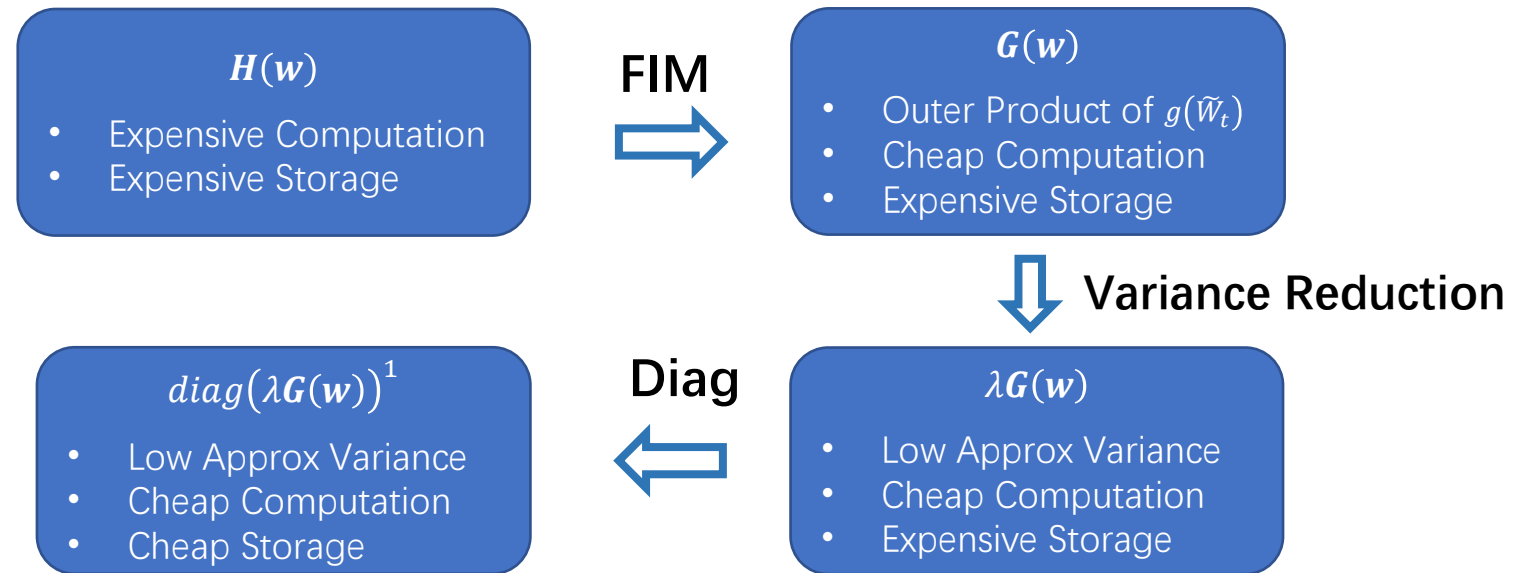 H(w)
• Expensive Computation
• Expensive Storage
FIM
G(w)
• Outer Product of g(W̃ₜ)
• Cheap Computation
• Expensive Storage
Variance Reduction
λG(w)
• Low Approx Variance
• Cheap Computation
• Expensive Storage
Diag
diag(λG(w))¹
• Low Approx Variance
• Cheap Computation
• Cheap Storage